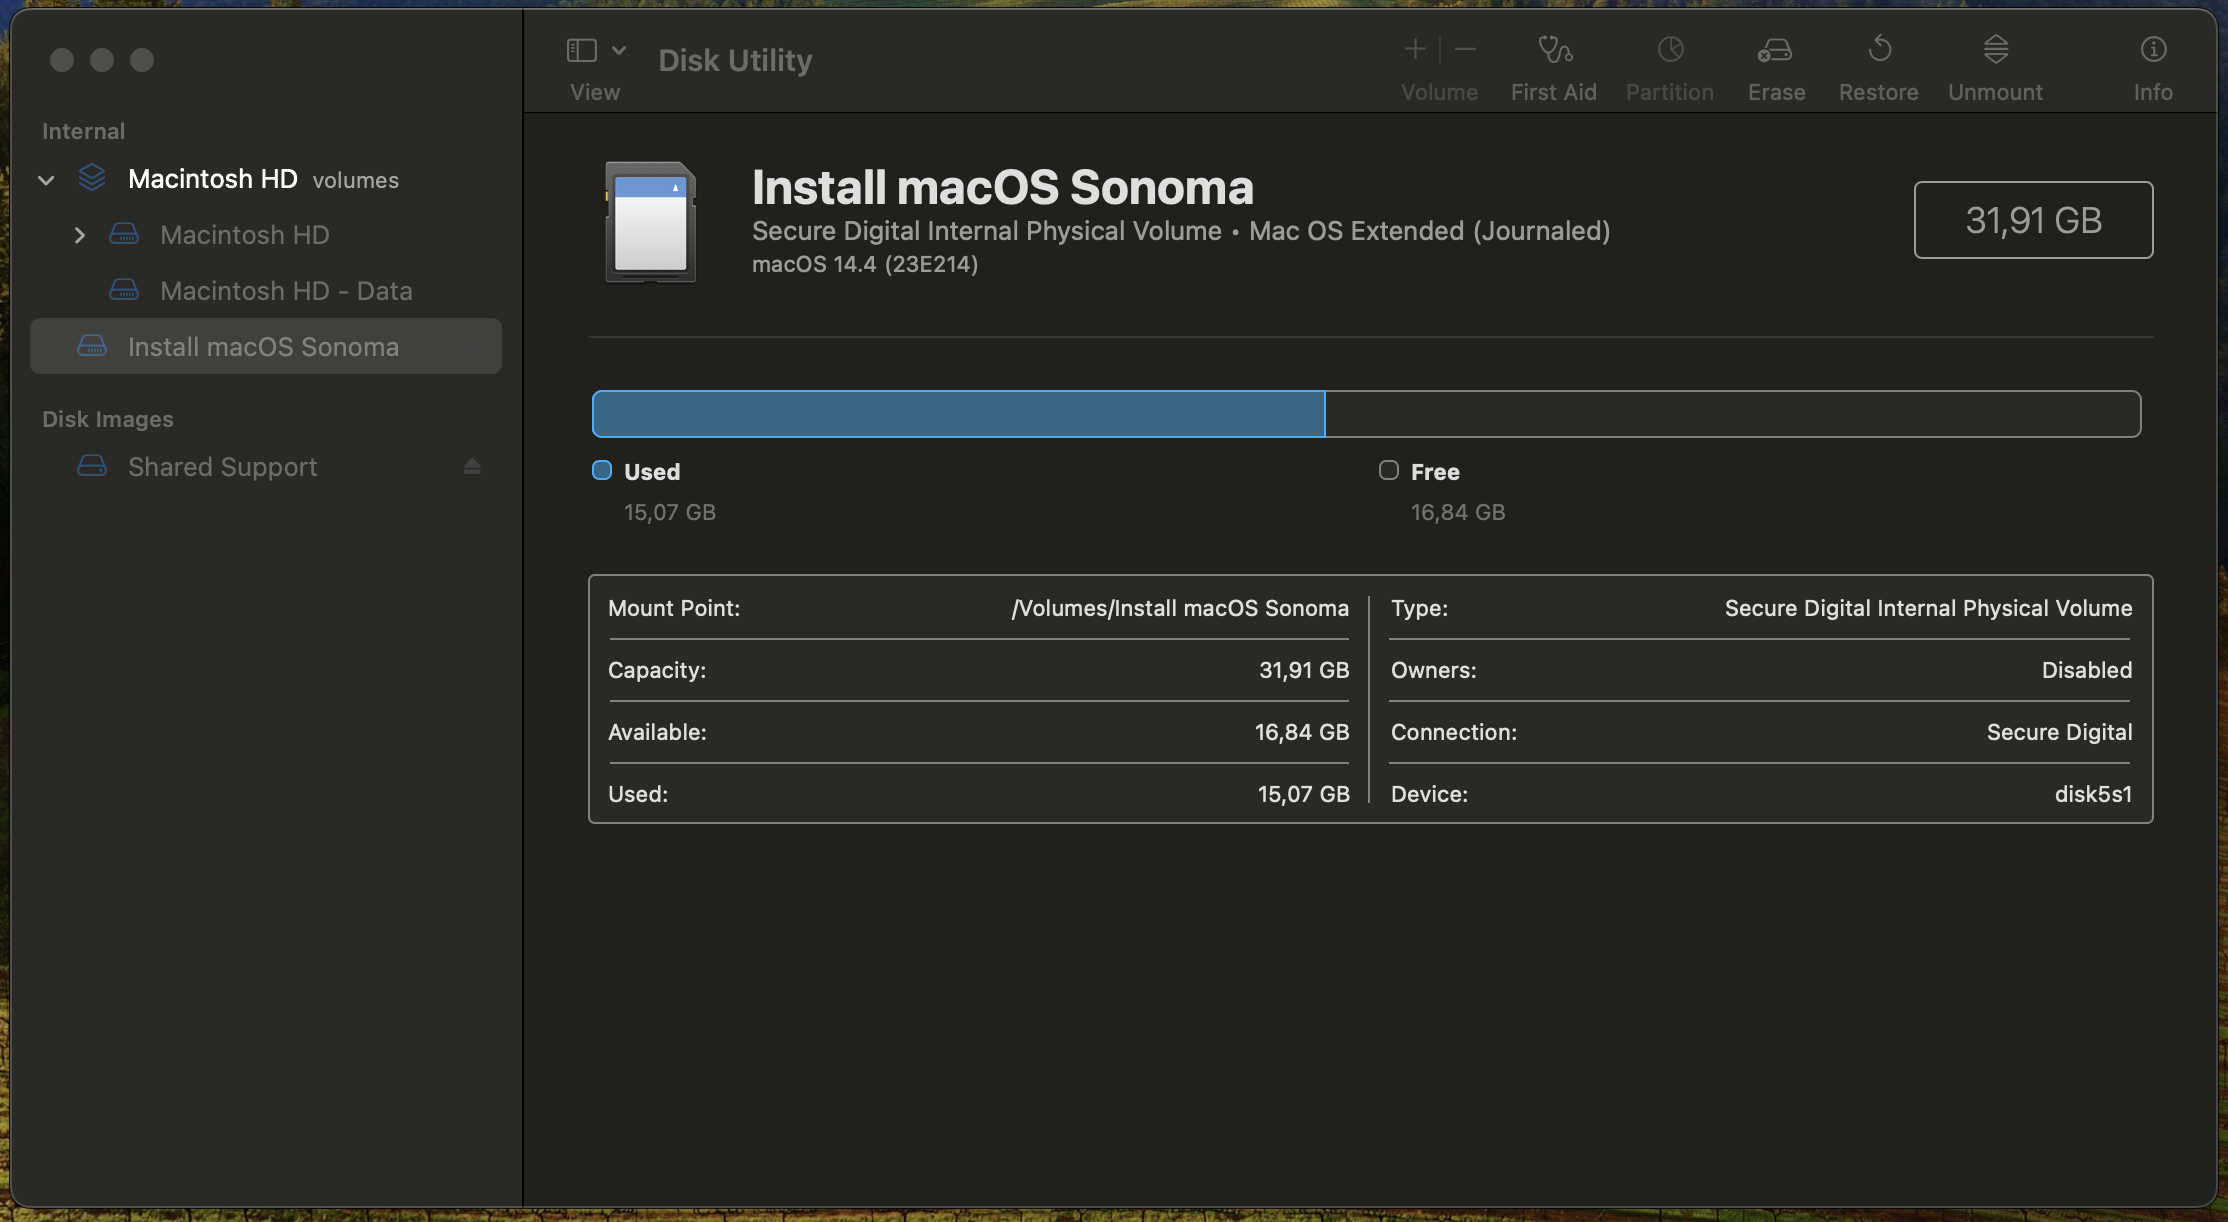 Disk Utility
View
Volume
First Aid
Partition
Erase
Restore
Unmount
Info
Internal
Macintosh HD volumes
Macintosh HD
Macintosh HD - Data
Install macOS Sonoma
Disk Images
Shared Support
Install macOS Sonoma
Secure Digital Internal Physical Volume • Mac OS Extended (Journaled)
macOS 14.4 (23E214)
31,91 GB
Used
15,07 GB
Free
16,84 GB
Mount Point: /Volumes/Install macOS Sonoma
Capacity: 31,91 GB
Available: 16,84 GB
Used: 15,07 GB
Type: Secure Digital Internal Physical Volume
Owners: Disabled
Connection: Secure Digital
Device: disk5s1